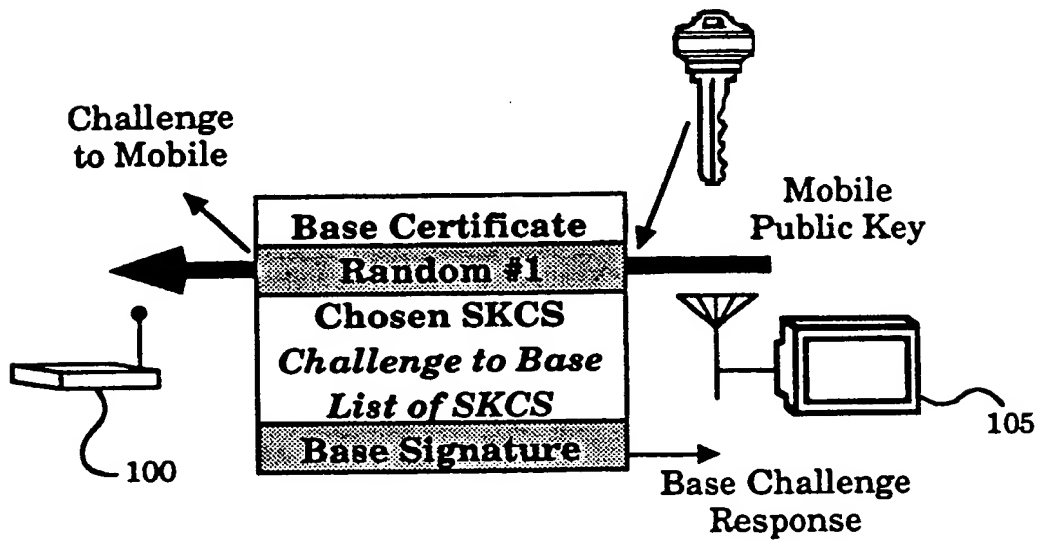 Challenge
to Mobile
Mobile
Public Key
Base Certificate
Random #1
Chosen SKCS
Challenge to Base
List of SKCS
Base Signature
100
105
Base Challenge
Response